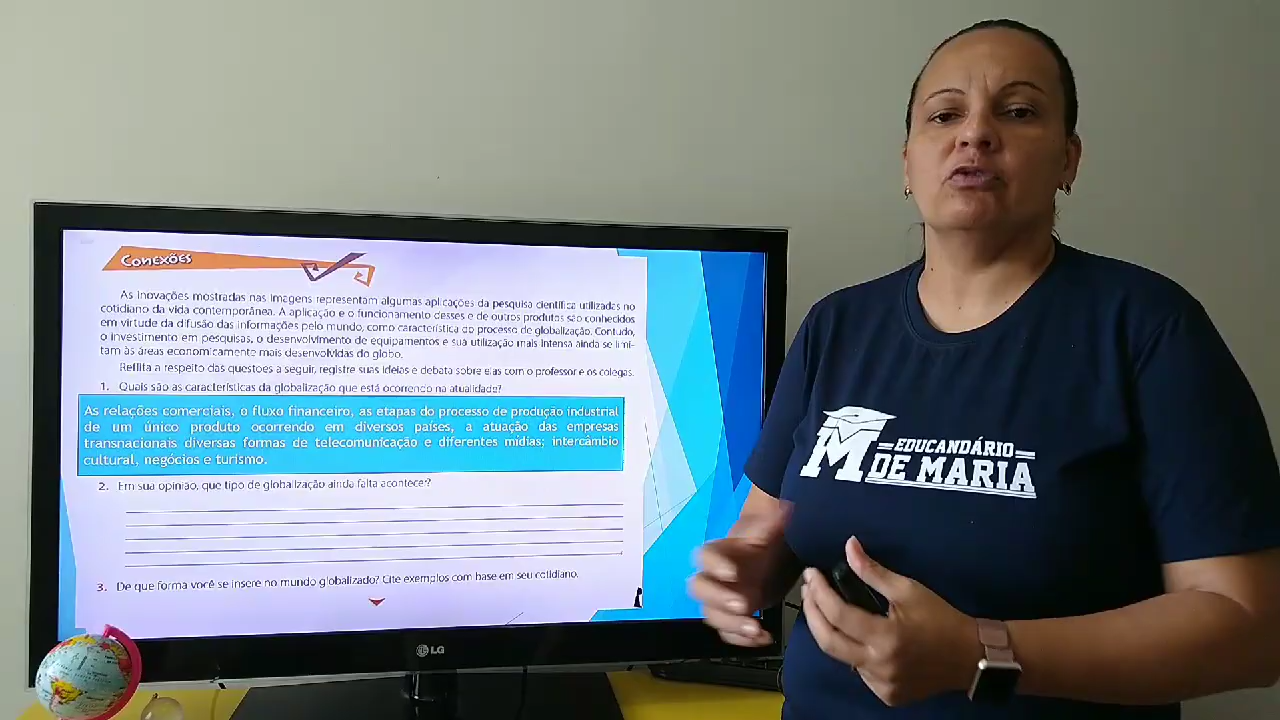 Conexões
As inovações mostradas nas imagens representam algumas aplicações da pesquisa científica utilizadas no
cotidiano da vida contemporânea. A aplicação e o funcionamento desses e de outros produtos são conhecidos
em virtude da difusão das informações pelo mundo, como característica do processo de globalização. Contudo,
o investimento em pesquisas, o desenvolvimento de equipamentos e sua utilização mais intensa ainda se limi-
tam às áreas economicamente mais desenvolvidas do globo.
Reflita a respeito das questões a seguir, registre suas ideias e debata sobre elas com o professor e os colegas.
1. Quais são as características da globalização que está ocorrendo na atualidade?
As relações comerciais, o fluxo financeiro, as etapas do processo de produção industrial
de um único produto ocorrendo em diversos países, a atuação das empresas
transnacionais diversas formas de telecomunicação e diferentes mídias; intercâmbio
cultural, negócios e turismo.
2. Em sua opinião, que tipo de globalização ainda falta acontecer?
3. De que forma você se insere no mundo globalizado? Cite exemplos com base em seu cotidiano.
LG
M
EDUCANDÁRIO
DE MARIA